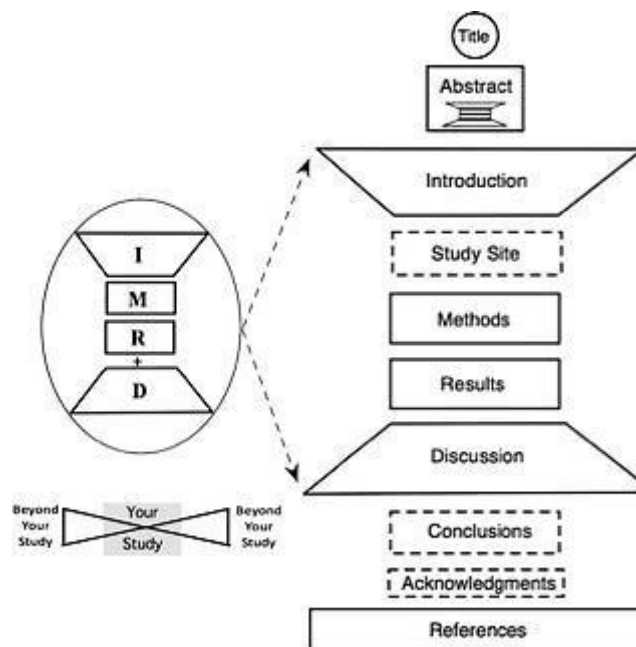 Title
Abstract
Introduction
Study Site
Methods
Results
Discussion
Conclusions
Acknowledgments
References
I
M
R
+
D
Beyond
Your
Study
Your
Study
Beyond
Your
Study